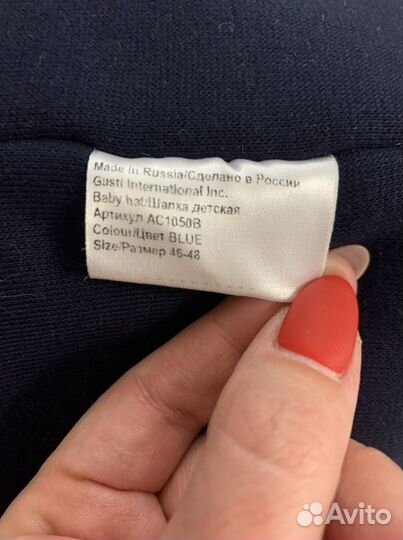 Made in Russia/Сделано в России
Gusti International Inc.
Baby hat/Шапка детская
Артикул AC1050B
Colour/Цвет BLUE
Size/Размер 46-48
Avito